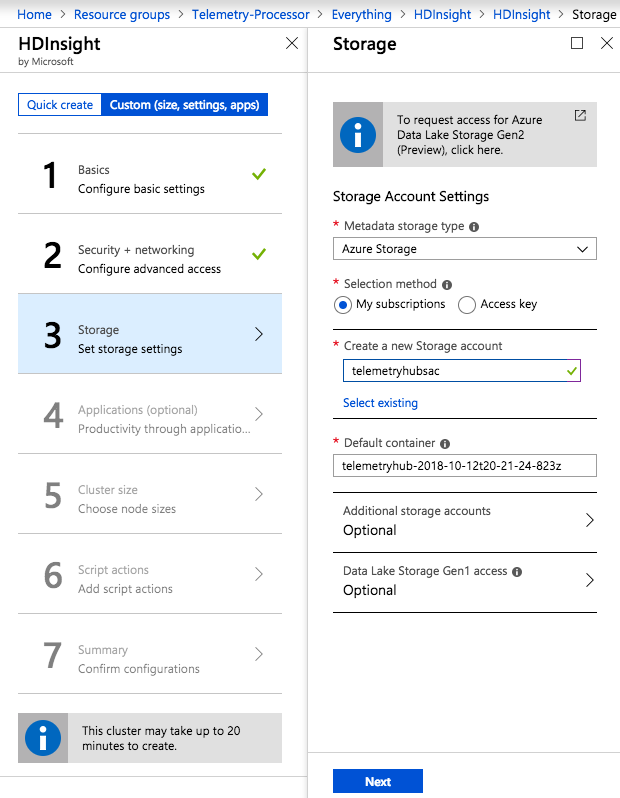 Home > Resource groups > Telemetry-Processor > Everything > HDInsight > HDInsight > Storage
HDInsight
by Microsoft
Quick create
Custom (size, settings, apps)
1
Basics
Configure basic settings
2
Security + networking
Configure advanced access
3
Storage
Set storage settings
4
Applications (optional)
Productivity through applicatio...
5
Cluster size
Choose node sizes
6
Script actions
Add script actions
7
Summary
Confirm configurations
This cluster may take up to 20
minutes to create.
Storage
To request access for Azure
Data Lake Storage Gen2
(Preview), click here.
Storage Account Settings
* Metadata storage type
Azure Storage
* Selection method
My subscriptions
Access key
* Create a new Storage account
telemetryhubsac
Select existing
* Default container
telemetryhub-2018-10-12t20-21-24-823z
Additional storage accounts
Optional
Data Lake Storage Gen1 access
Optional
Next